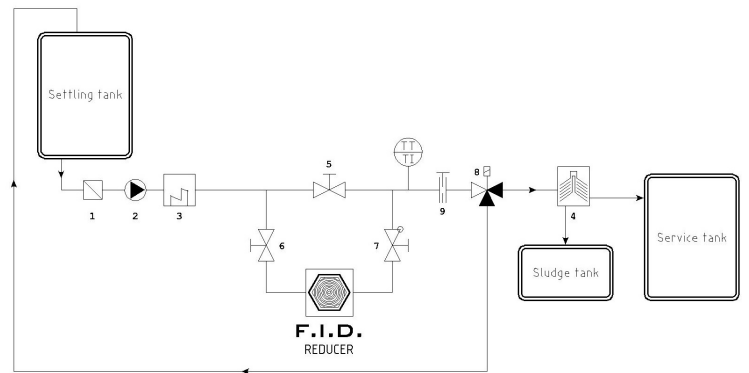 Settling tank
TT
TI
5
8
1
2
3
9
4
6
7
Service tank
Sludge tank
F.I.D.
REDUCER